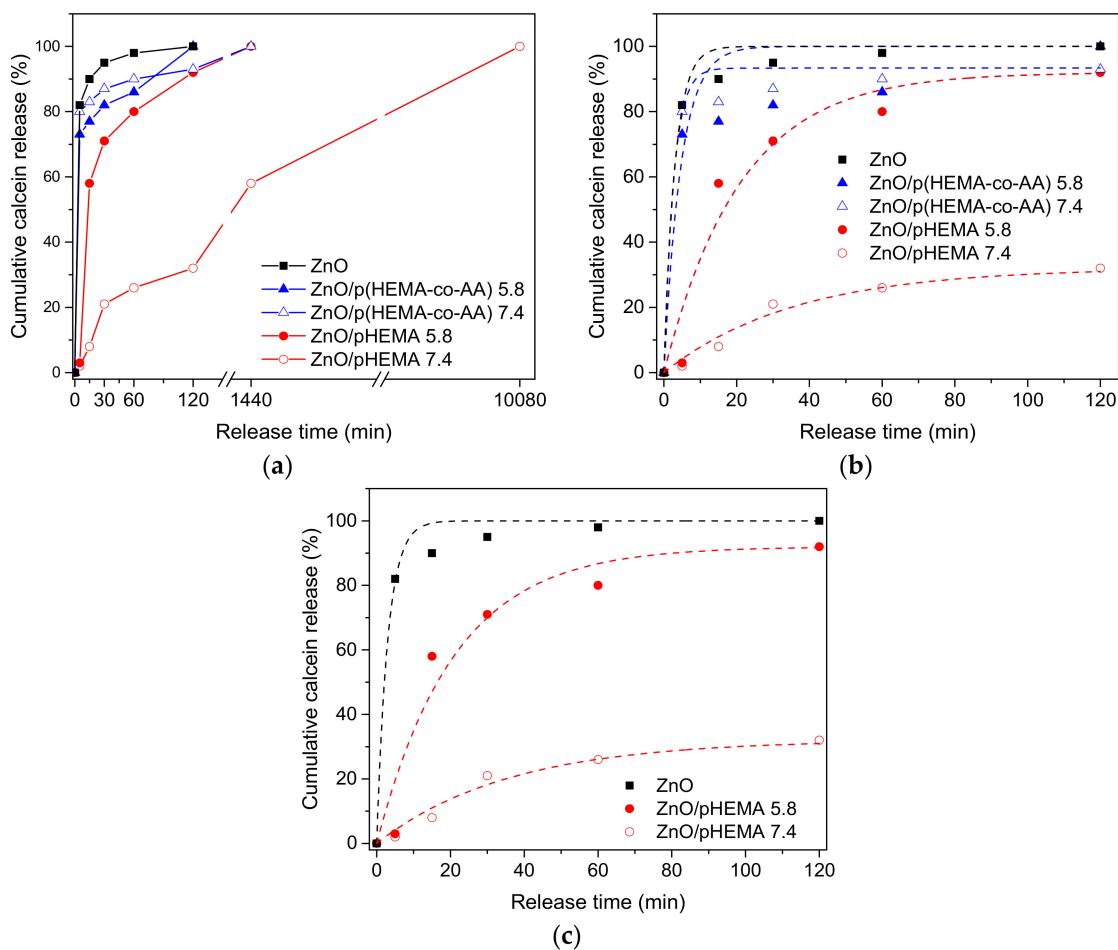 100
80
60
40
20
0
Cumulative calcein release (%)
ZnO
ZnO/p(HEMA-co-AA) 5.8
ZnO/p(HEMA-co-AA) 7.4
ZnO/pHEMA 5.8
ZnO/pHEMA 7.4
0 30 60 120 1440 10080
Release time (min)
(a)
100
80
60
40
20
0
Cumulative calcein release (%)
ZnO
ZnO/p(HEMA-co-AA) 5.8
ZnO/p(HEMA-co-AA) 7.4
ZnO/pHEMA 5.8
ZnO/pHEMA 7.4
0 20 40 60 80 100 120
Release time (min)
(b)
100
80
60
40
20
0
Cumulative calcein release (%)
ZnO
ZnO/pHEMA 5.8
ZnO/pHEMA 7.4
0 20 40 60 80 100 120
Release time (min)
(c)